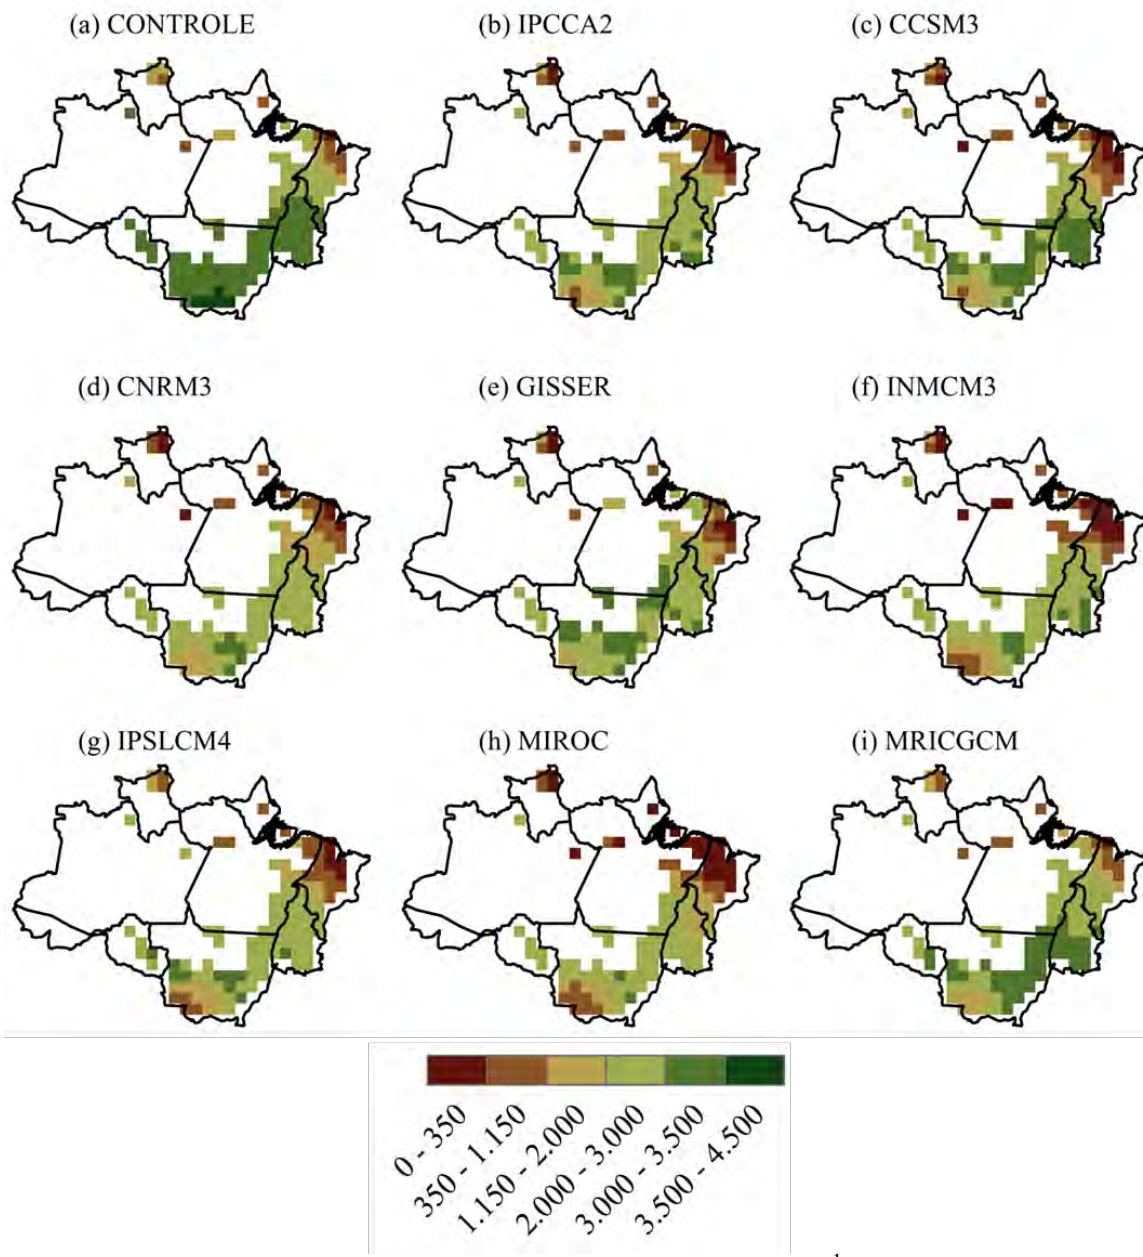 (a) CONTROLE (b) IPCCA2 (c) CCSM3
(d) CNRM3 (e) GISSER (f) INMCM3
(g) IPSLCM4 (h) MIROC (i) MRICGCM
0 - 350
350 - 1.150
1.150 - 2.000
2.000 - 3.000
3.000 - 3.500
3.500 - 4.500